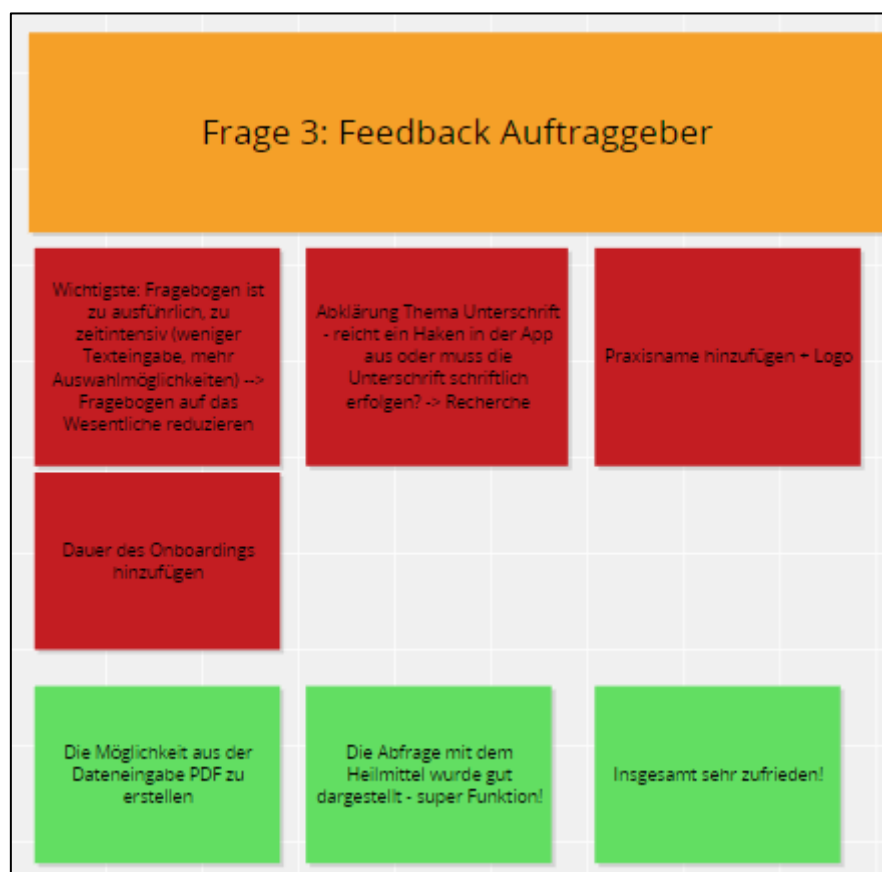 Frage 3: Feedback Auftraggeber
Wichtigste: Fragebogen ist
zu ausführlich, zu
zeitintensiv (weniger
Texteingabe, mehr
Auswahlmöglichkeiten) -->
Fragebogen auf das
Wesentliche reduzieren
Abklärung Thema Unterschrift
- reicht ein Haken in der App
aus oder muss die
Unterschrift schriftlich
erfolgen? -> Recherche
Praxisname hinzufügen + Logo
Dauer des Onboardings
hinzufügen
Die Möglichkeit aus der
Dateneingabe PDF zu
erstellen
Die Abfrage mit dem
Heilmittel wurde gut
dargestellt - super Funktion!
Insgesamt sehr zufrieden!